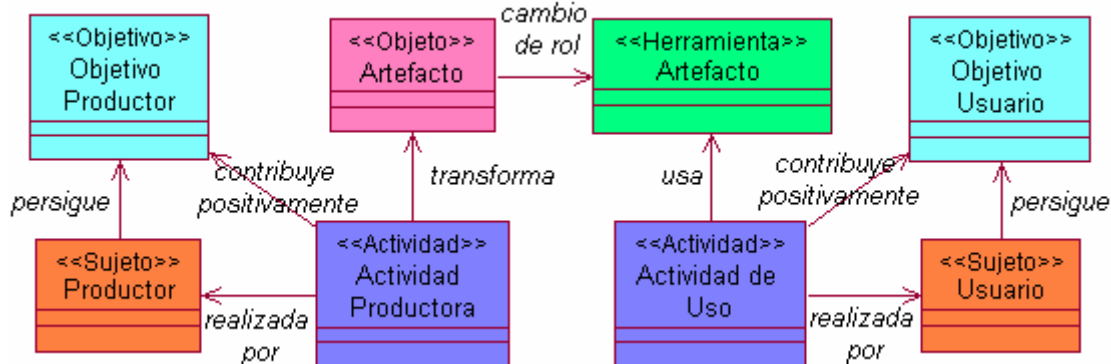 <<Objetivo>>
Objetivo
Productor
<<Objeto>>
Artefacto
cambio
de rol
<<Herramienta>>
Artefacto
<<Objetivo>>
Objetivo
Usuario
persigue
contribuye
positivamente
transforma
usa
contribuye
positivamente
persigue
<<Sujeto>>
Productor
realizada
por
<<Actividad>>
Actividad
Productora
<<Actividad>>
Actividad de
Uso
realizada
por
<<Sujeto>>
Usuario